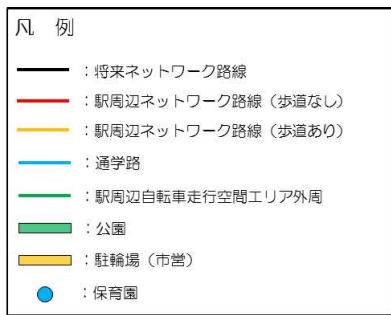 凡 例
：将来ネットワーク路線
：駅周辺ネットワーク路線（歩道なし）
：駅周辺ネットワーク路線（歩道あり）
：通学路
：駅周辺自転車走行空間エリア外周
：公園
：駐輪場（市営）
：保育園